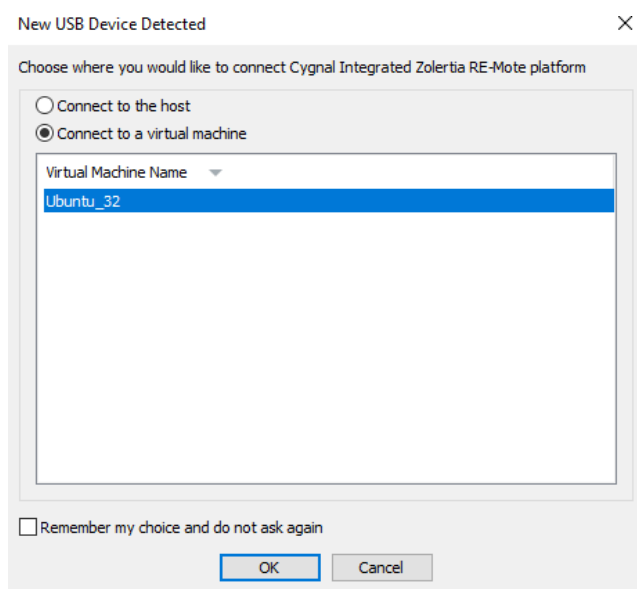 New USB Device Detected
Choose where you would like to connect Cygnal Integrated Zolertia RE-Mote platform
Connect to the host
Connect to a virtual machine
Virtual Machine Name
Ubuntu_32
Remember my choice and do not ask again
OK Cancel